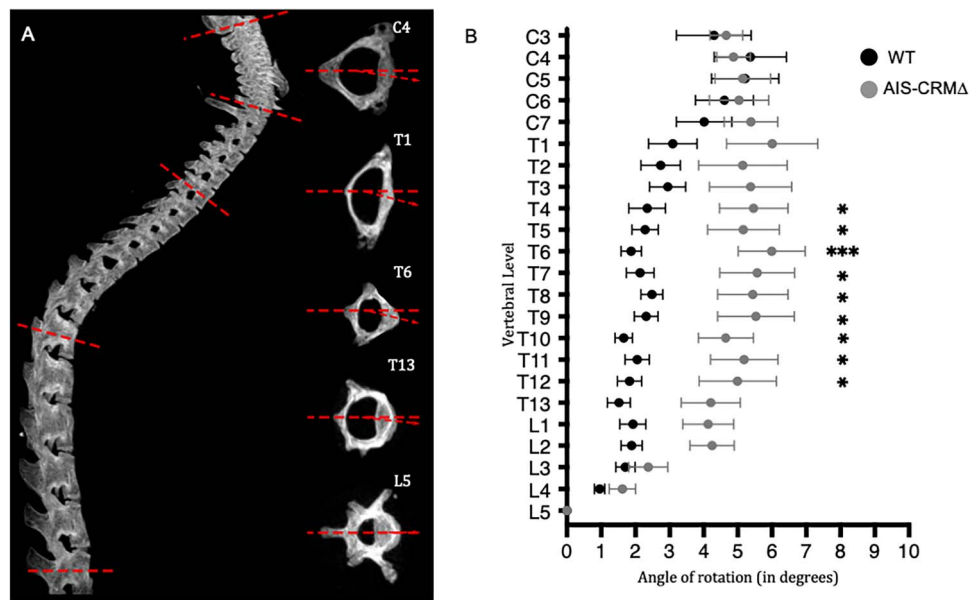 A
C4
T1
T6
T13
L5
B
WT
AIS-CRMΔ
Vertebral Level
C3
C4
C5
C6
C7
T1
T2
T3
T4 *
T5 *
T6 ***
T7 *
T8 *
T9 *
T10 *
T11 *
T12 *
T13
L1
L2
L3
L4
L5
0 1 2 3 4 5 6 7 8 9 10
Angle of rotation (in degrees)